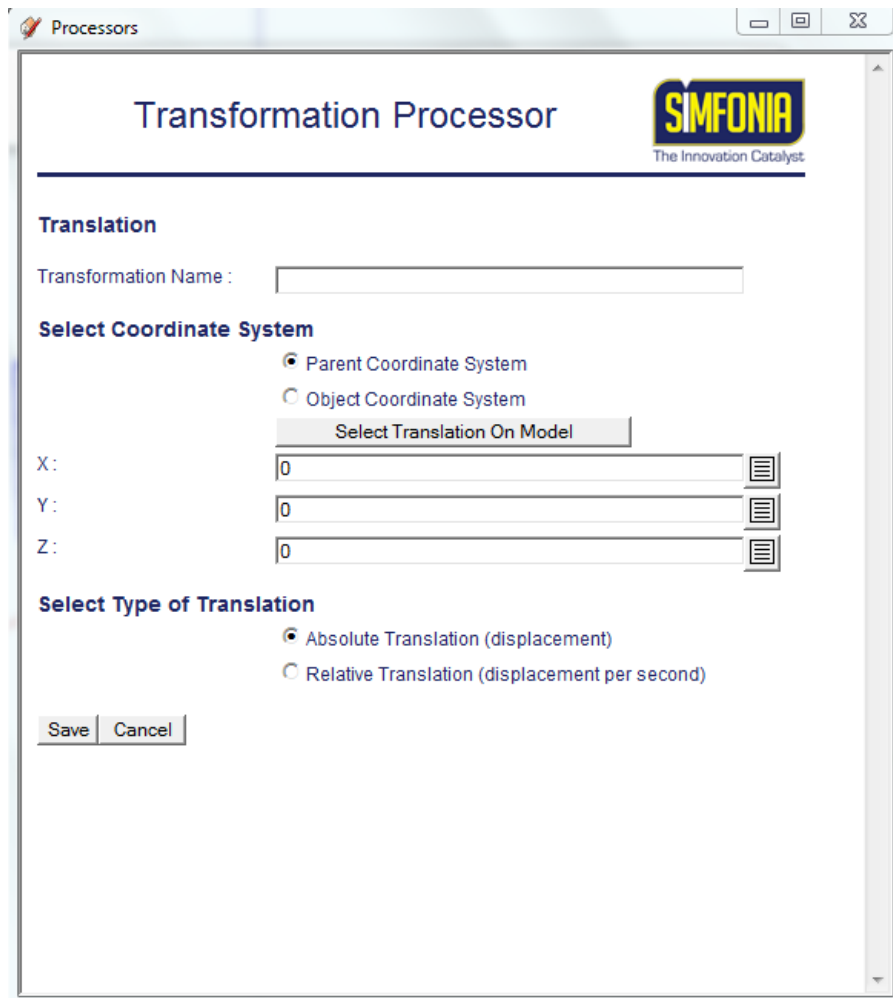 Processors
Transformation Processor
SIMFONIA
The Innovation Catalyst
Translation
Transformation Name :
Select Coordinate System
Parent Coordinate System
Object Coordinate System
Select Translation On Model
X : 0
Y : 0
Z : 0
Select Type of Translation
Absolute Translation (displacement)
Relative Translation (displacement per second)
Save Cancel